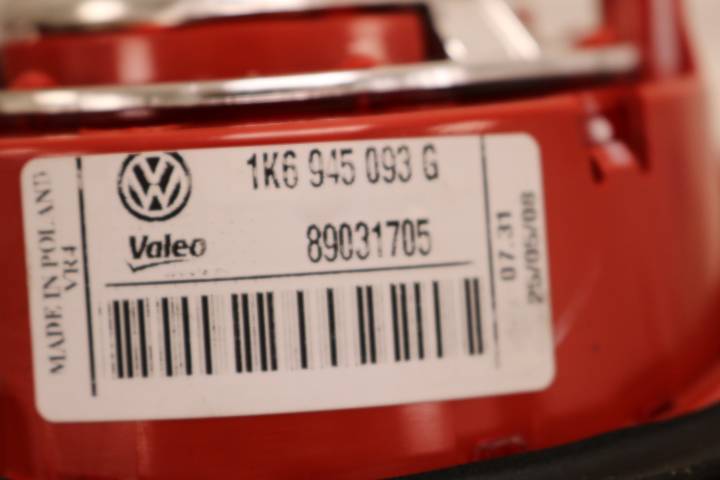 MADE IN POLAND
VR4
1K6 945 093 G
Valeo
89031705
07.31
25/05/08